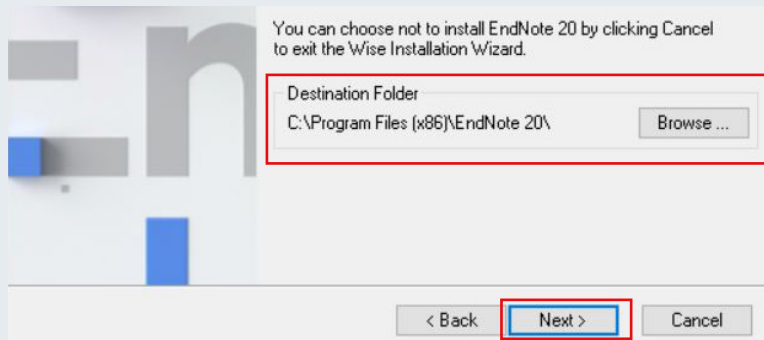 You can choose not to install EndNote 20 by clicking Cancel
to exit the Wise Installation Wizard.
Destination Folder
C:\Program Files (x86)\EndNote 20\
Browse ...
< Back
Next >
Cancel